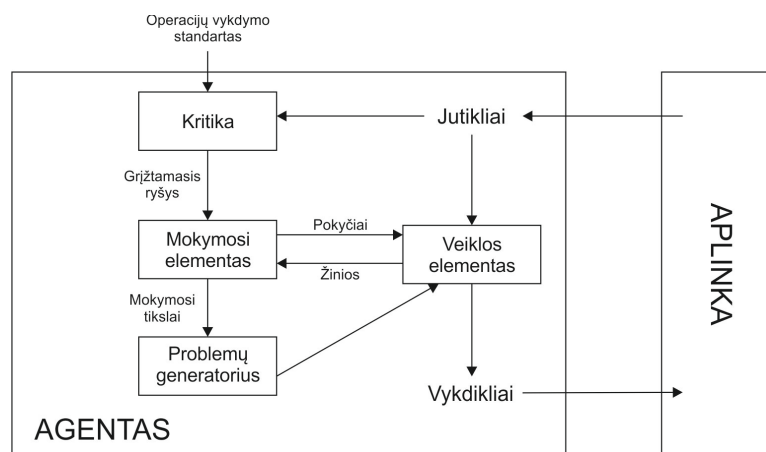 Operacijų vykdymo
standartas
Kritika
Jutikliai
Grįžtamasis
ryšys
Mokymosi
elementas
Pokyčiai
Žinios
Veiklos
elementas
Mokymosi
tikslai
Problemų
generatorius
Vykdikliai
AGENTAS
APLINKA